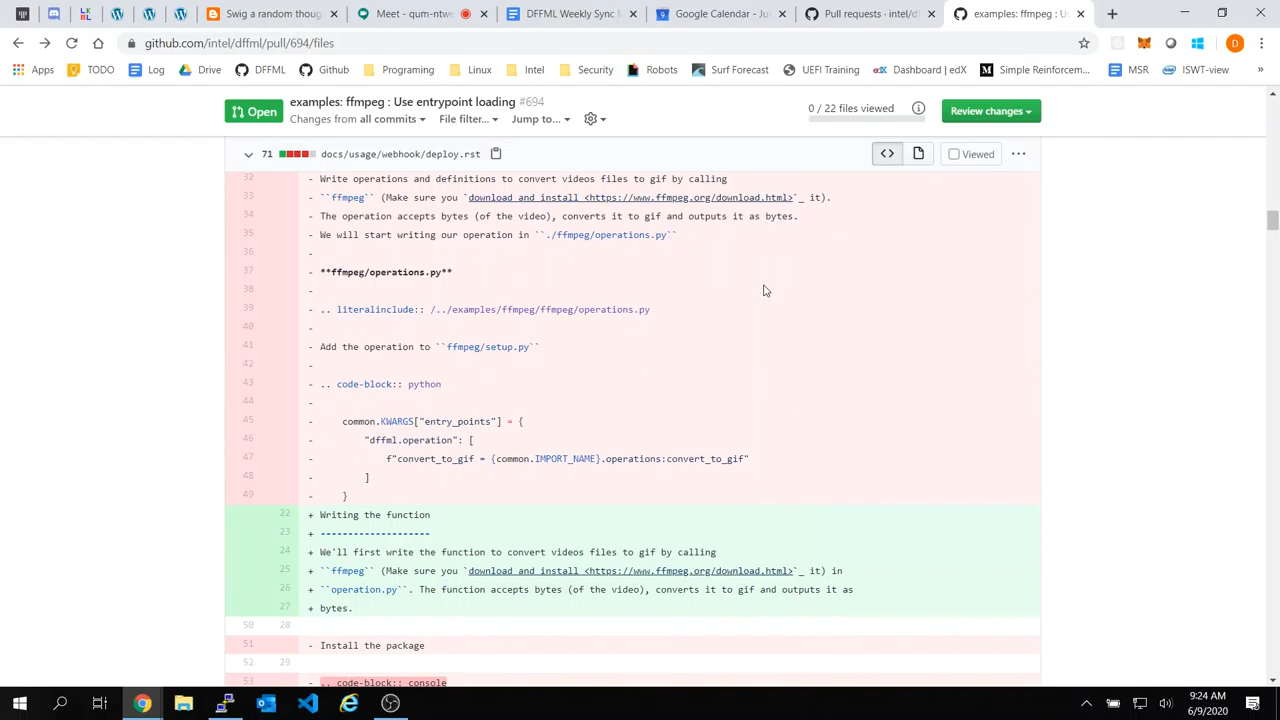 Swig a random though
Meet - qum-ntwe
DFFML Weekly Sync M
Google Calendar - Ju
Pull requests · intel/d
examples: ffmpeg : Us
github.com/intel/dffml/pull/694/files
D
Apps TODO Log Drive DFFML Github Programming Linux Intel Security Robots Surf Forecast UEFI Training Dashboard | edX Simple Reinforcem... MSR ISWT-view »
Open
examples: ffmpeg : Use entrypoint loading #694
Changes from all commits File filter... Jump to...
0 / 22 files viewed
Review changes
71 docs/usage/webhook/deploy.rst
Viewed
32 - Write operations and definitions to convert videos files to gif by calling
33 - ``ffmpeg`` (Make sure you `download and install <https://www.ffmpeg.org/download.html>`_ it).
34 - The operation accepts bytes (of the video), converts it to gif and outputs it as bytes.
35 - We will start writing our operation in ``./ffmpeg/operations.py``
36 -
37 - **ffmpeg/operations.py**
38 -
39 - .. literalinclude:: /../examples/ffmpeg/ffmpeg/operations.py
40 -
41 - Add the operation to ``ffmpeg/setup.py``
42 -
43 - .. code-block:: python
44 -
45 - common.KWARGS["entry_points"] = {
46 - "dffml.operation": [
47 - f"convert_to_gif = {common.IMPORT_NAME}.operations:convert_to_gif"
48 - ]
49 - }
22 + Writing the function
23 + --------------------
24 + We'll first write the function to convert videos files to gif by calling
25 + ``ffmpeg`` (Make sure you `download and install <https://www.ffmpeg.org/download.html>`_ it) in
26 + ``operation.py``. The function accepts bytes (of the video), converts it to gif and outputs it as
27 + bytes.
50 28
51 - Install the package
52 29
53 - .. code-block:: console
9:24 AM
6/9/2020